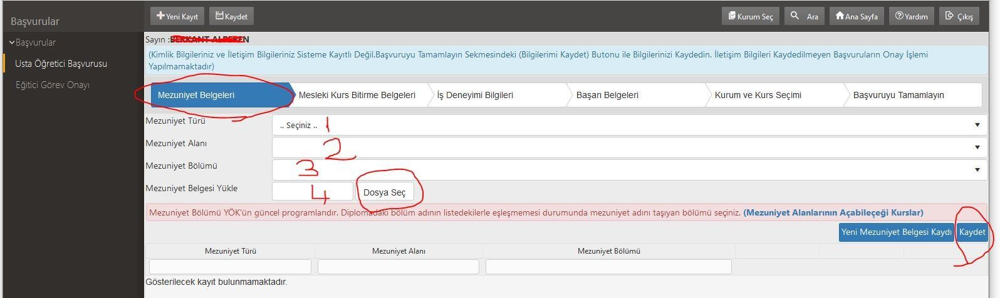 Başvurular
Yeni Kayıt Kaydet Kurum Seç Ara Ana Sayfa Yardım Çıkış
Başvurular
Usta Öğretici Başvurusu
Eğitici Görev Onayı
Sayın :
(Kimlik Bilgileriniz ve İletişim Bilgileriniz Sisteme Kayıtlı Değil.Başvuruyu Tamamlayın Sekmesindeki (Bilgilerimi Kaydet) Butonu ile Bilgilerinizi Kaydedin. İletişim Bilgileri Kaydedilmeyen Başvuruların Onay İşlemi
Yapılmamaktadır)
Mezuniyet Belgeleri Mesleki Kurs Bitirme Belgeleri İş Deneyimi Bilgileri Başarı Belgeleri Kurum ve Kurs Seçimi Başvuruyu Tamamlayın
Mezuniyet Türü .. Seçiniz .. 1
Mezuniyet Alanı 2
Mezuniyet Bölümü 3
Mezuniyet Belgesi Yükle 4 Dosya Seç
Mezuniyet Bölümü YÖK'ün güncel programlarıdır. Diplomadaki bölüm adının listedekilerle eşleşmemesi durumunda mezuniyet adını taşıyan bölümü seçiniz. (Mezuniyet Alanlarının Açabileçeği Kurslar)
Yeni Mezuniyet Belgesi Kaydı Kaydet
Mezuniyet Türü Mezuniyet Alanı Mezuniyet Bölümü
Gösterilecek kayıt bulunmamaktadır.